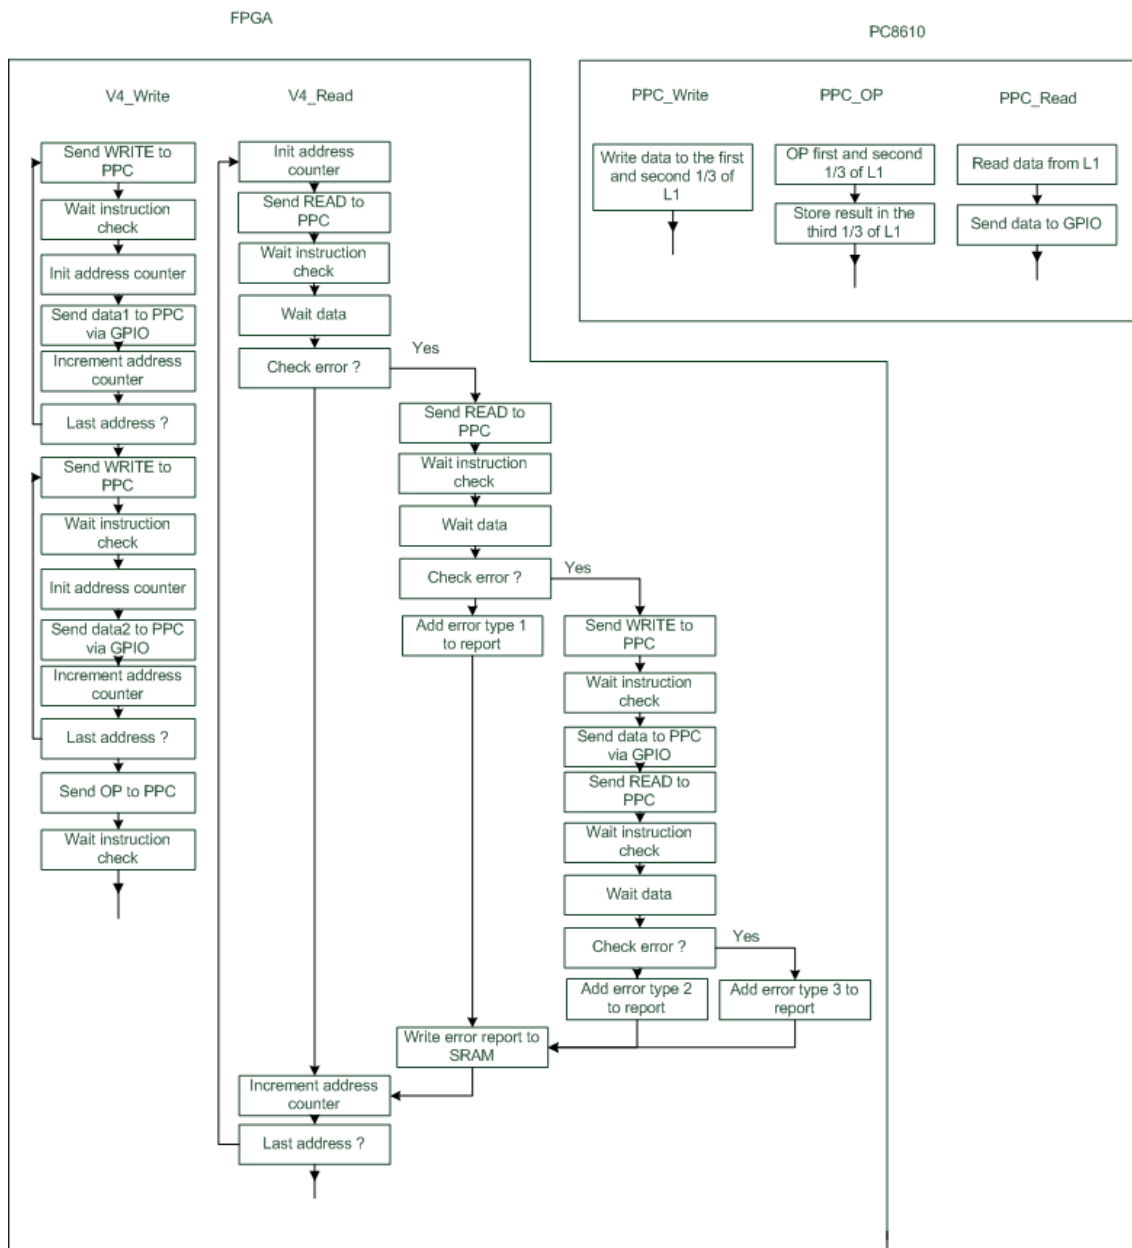 FPGA
PC8610
V4_Write
Send WRITE to
PPC
Wait instruction
check
Init address counter
Send data1 to PPC
via GPIO
Increment address
counter
Last address ?
Send WRITE to
PPC
Wait instruction
check
Init address counter
Send data2 to PPC
via GPIO
Increment address
counter
Last address ?
Send OP to PPC
Wait instruction
check
V4_Read
Init address
counter
Send READ to
PPC
Wait instruction
check
Wait data
Check error ?
Yes
Send READ to
PPC
Wait instruction
check
Wait data
Check error ?
Yes
Add error type 1
to report
Send WRITE to
PPC
Wait instruction
check
Send data to PPC
via GPIO
Send READ to
PPC
Wait instruction
check
Wait data
Check error ?
Yes
Add error type 2
to report
Add error type 3 to
report
Write error report to
SRAM
Increment address
counter
Last address ?
PPC_Write
Write data to the first
and second 1/3 of
L1
PPC_OP
OP first and second
1/3 of L1
Store result in the
third 1/3 of L1
PPC_Read
Read data from L1
Send data to GPIO